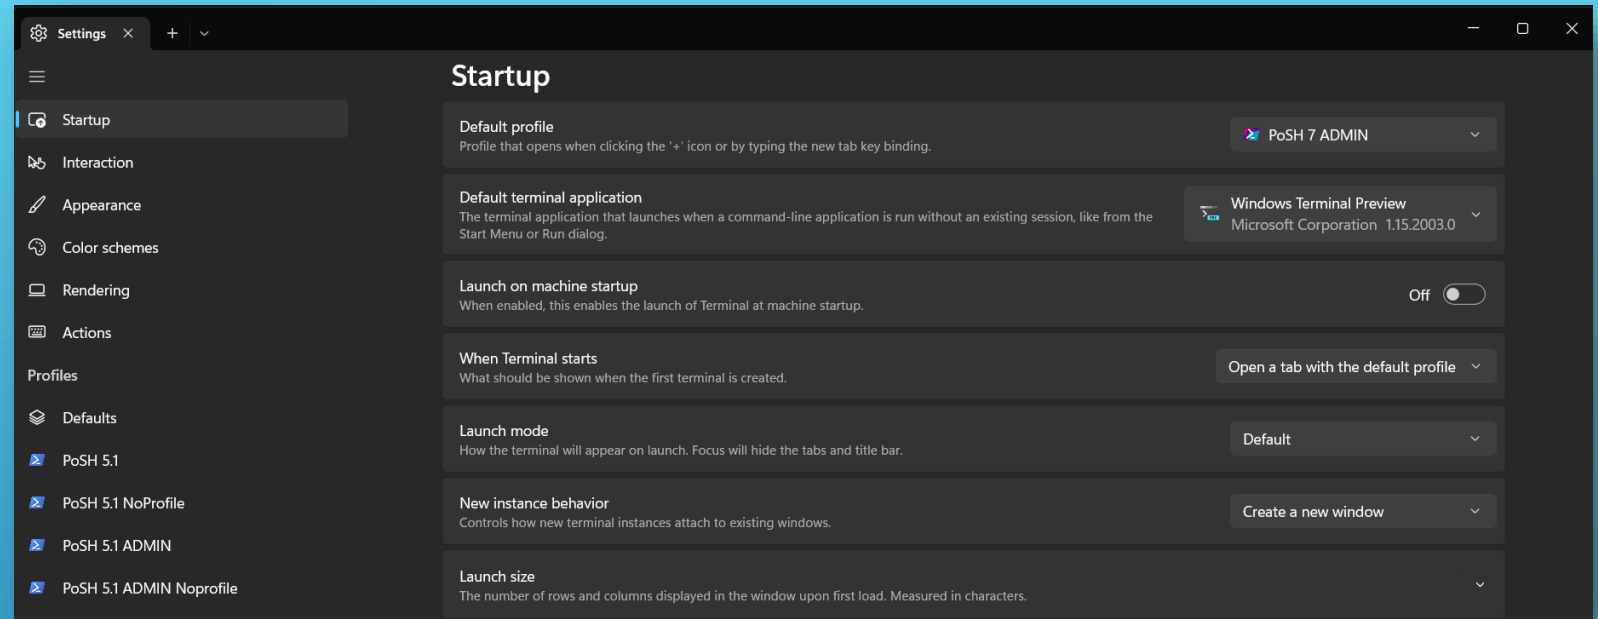 Settings
Startup
Interaction
Appearance
Color schemes
Rendering
Actions
Profiles
Defaults
PoSH 5.1
PoSH 5.1 NoProfile
PoSH 5.1 ADMIN
PoSH 5.1 ADMIN Noprofile
Startup
Default profile
Profile that opens when clicking the '+' icon or by typing the new tab key binding.
PoSH 7 ADMIN
Default terminal application
The terminal application that launches when a command-line application is run without an existing session, like from the
Start Menu or Run dialog.
Windows Terminal Preview
Microsoft Corporation 1.15.2003.0
Launch on machine startup
When enabled, this enables the launch of Terminal at machine startup.
Off
When Terminal starts
What should be shown when the first terminal is created.
Open a tab with the default profile
Launch mode
How the terminal will appear on launch. Focus will hide the tabs and title bar.
Default
New instance behavior
Controls how new terminal instances attach to existing windows.
Create a new window
Launch size
The number of rows and columns displayed in the window upon first load. Measured in characters.